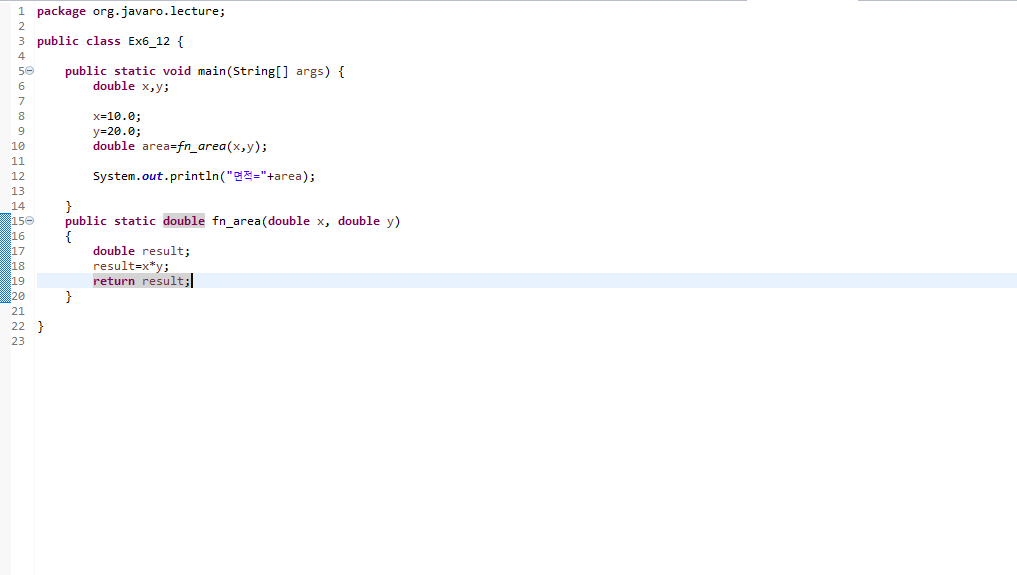 1 package org.javaro.lecture;
2
3 public class Ex6_12 {
4
5 public static void main(String[] args) {
6 double x,y;
7
8 x=10.0;
9 y=20.0;
10 double area=fn_area(x,y);
11
12 System.out.println("면적="+area);
13
14 }
15 public static double fn_area(double x, double y)
16 {
17 double result;
18 result=x*y;
19 return result;
20 }
21
22 }
23